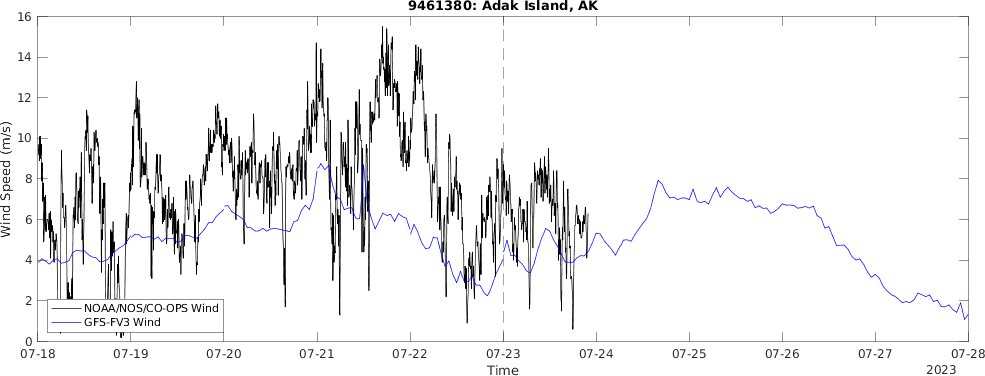 9461380: Adak Island, AK
Wind Speed (m/s)
16
14
12
10
8
6
4
2
0
NOAA/NOS/CO-OPS Wind
GFS-FV3 Wind
07-18 07-19 07-20 07-21 07-22 07-23 07-24 07-25 07-26 07-27 07-28
Time
2023